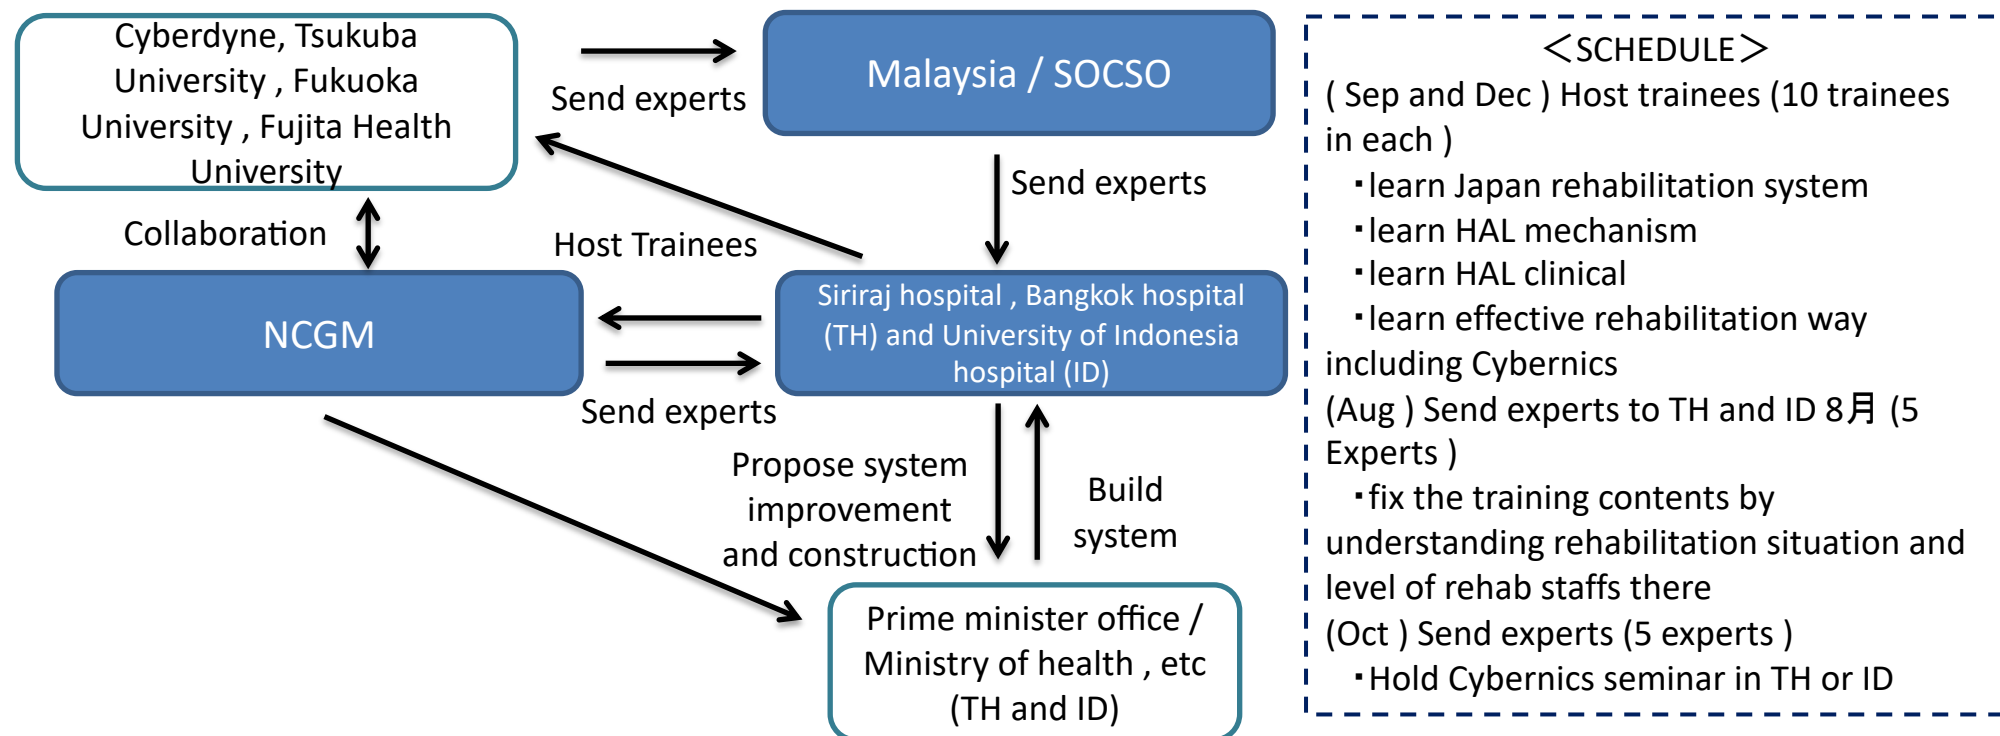 Cyberdyne, Tsukuba
University , Fukuoka
University , Fujita Health
University
Send experts
Malaysia / SOCSO
Send experts
Collaboration
Host Trainees
NCGM
Siriraj hospital , Bangkok hospital
(TH) and University of Indonesia
hospital (ID)
Send experts
Propose system
improvement
and construction
Build
system
Prime minister office /
Ministry of health , etc
(TH and ID)
＜SCHEDULE＞
( Sep and Dec ) Host trainees (10 trainees
in each )
・learn Japan rehabilitation system
・learn HAL mechanism
・learn HAL clinical
・learn effective rehabilitation way
including Cybernics
(Aug ) Send experts to TH and ID 8月 (5
Experts )
・fix the training contents by
understanding rehabilitation situation and
level of rehab staffs there
(Oct ) Send experts (5 experts )
・Hold Cybernics seminar in TH or ID